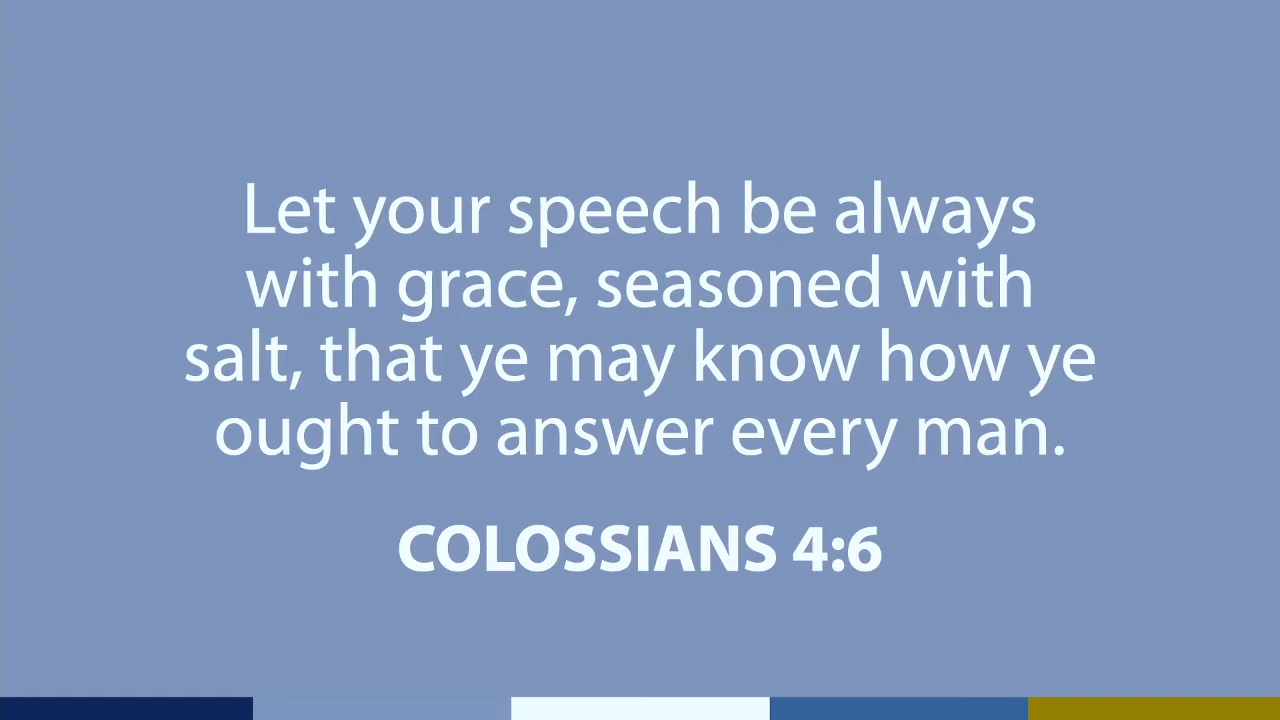 Let your speech be always
with grace, seasoned with
salt, that ye may know how ye
ought to answer every man.
COLOSSIANS 4:6